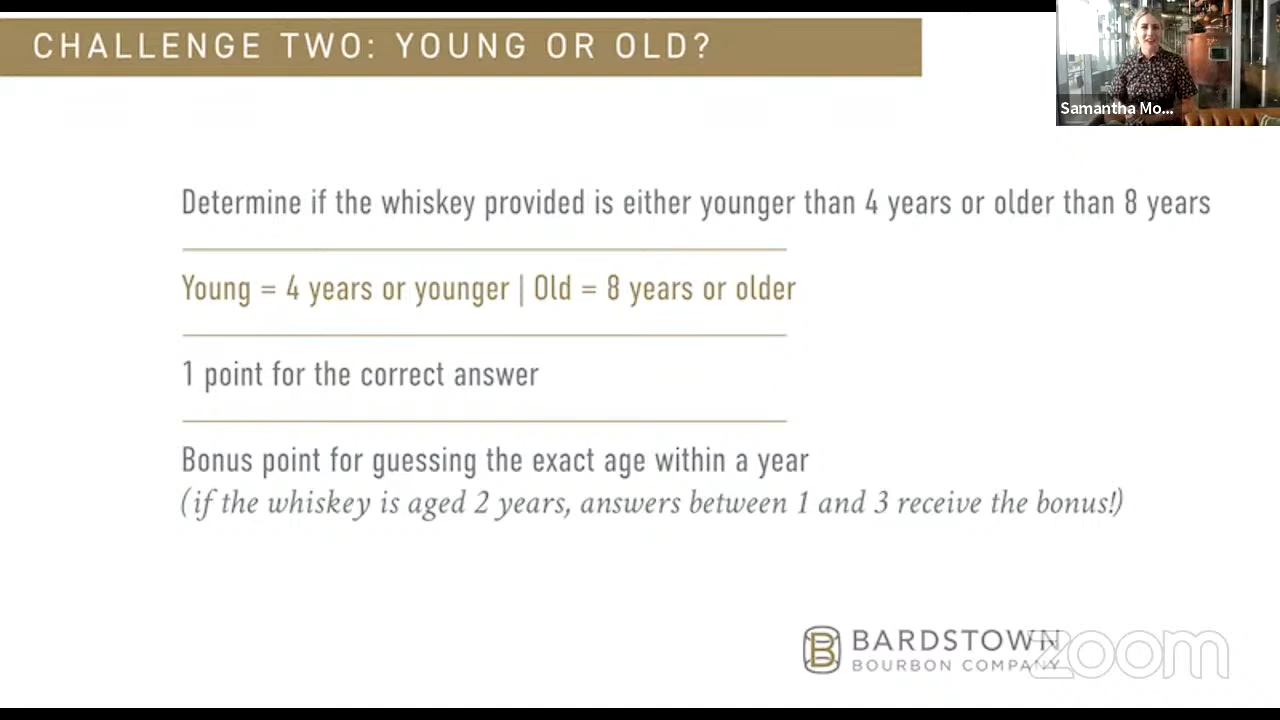 CHALLENGE TWO: YOUNG OR OLD?
Samantha Mo...
Determine if the whiskey provided is either younger than 4 years or older than 8 years
Young = 4 years or younger | Old = 8 years or older
1 point for the correct answer
Bonus point for guessing the exact age within a year
(if the whiskey is aged 2 years, answers between 1 and 3 receive the bonus!)
B BARDSTOWN
BOURBON COMPANY
zoom